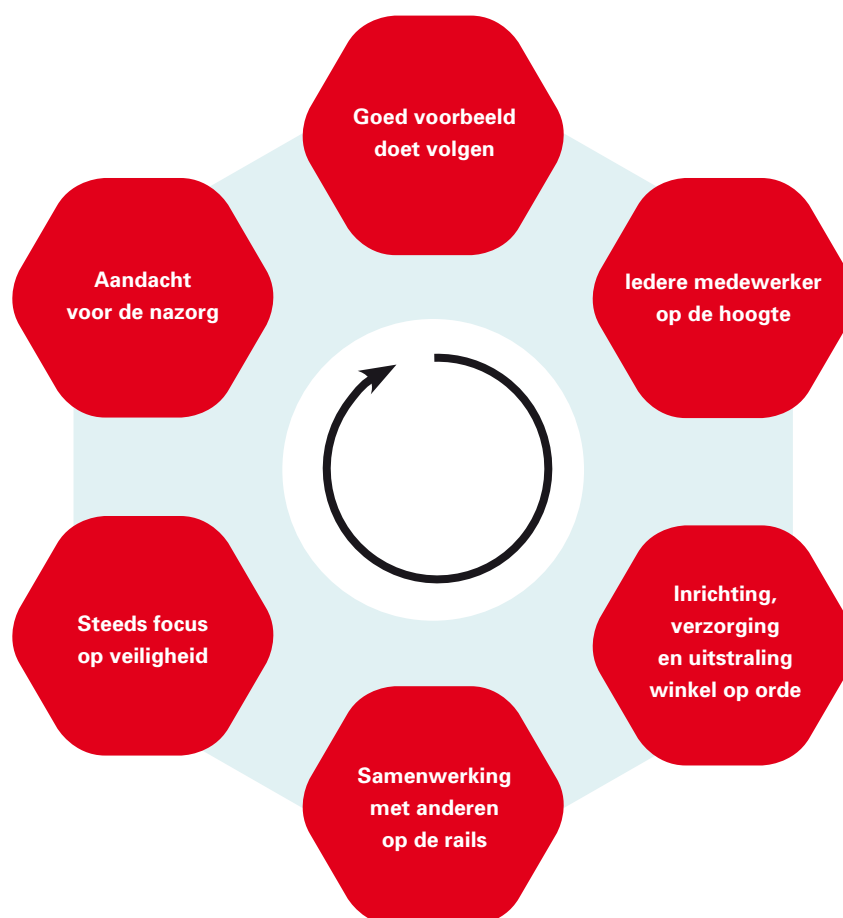 Goed voorbeeld
doet volgen
Iedere medewerker
op de hoogte
Inrichting,
verzorging
en uitstraling
winkel op orde
Samenwerking
met anderen
op de rails
Steeds focus
op veiligheid
Aandacht
voor de nazorg